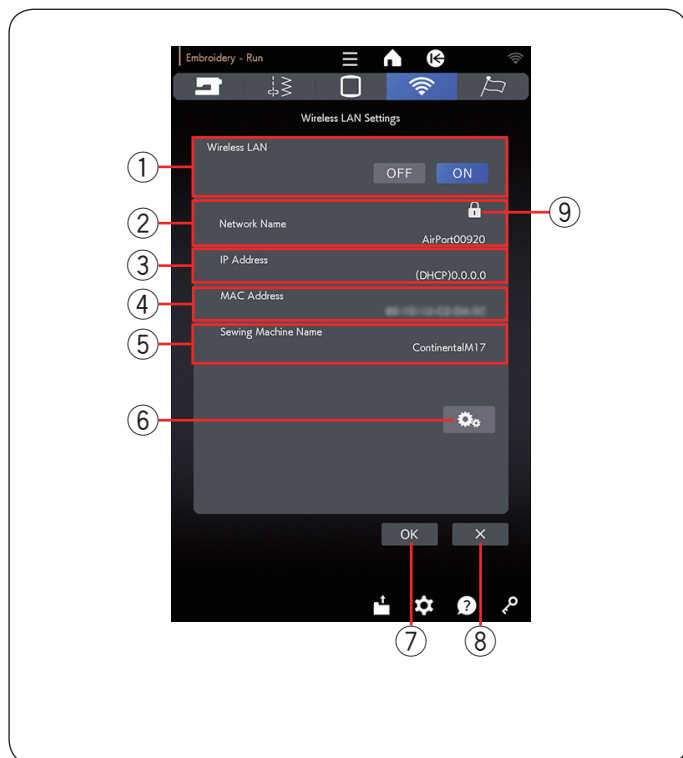 Embroidery - Run
Wireless LAN Settings
Wireless LAN
① OFF ON
⑨
② Network Name
AirPort00920
③ IP Address
(DHCP)0.0.0.0
④ MAC Address
⑤ Sewing Machine Name
ContinentalM17
⑥
OK X
?
⑦ ⑧